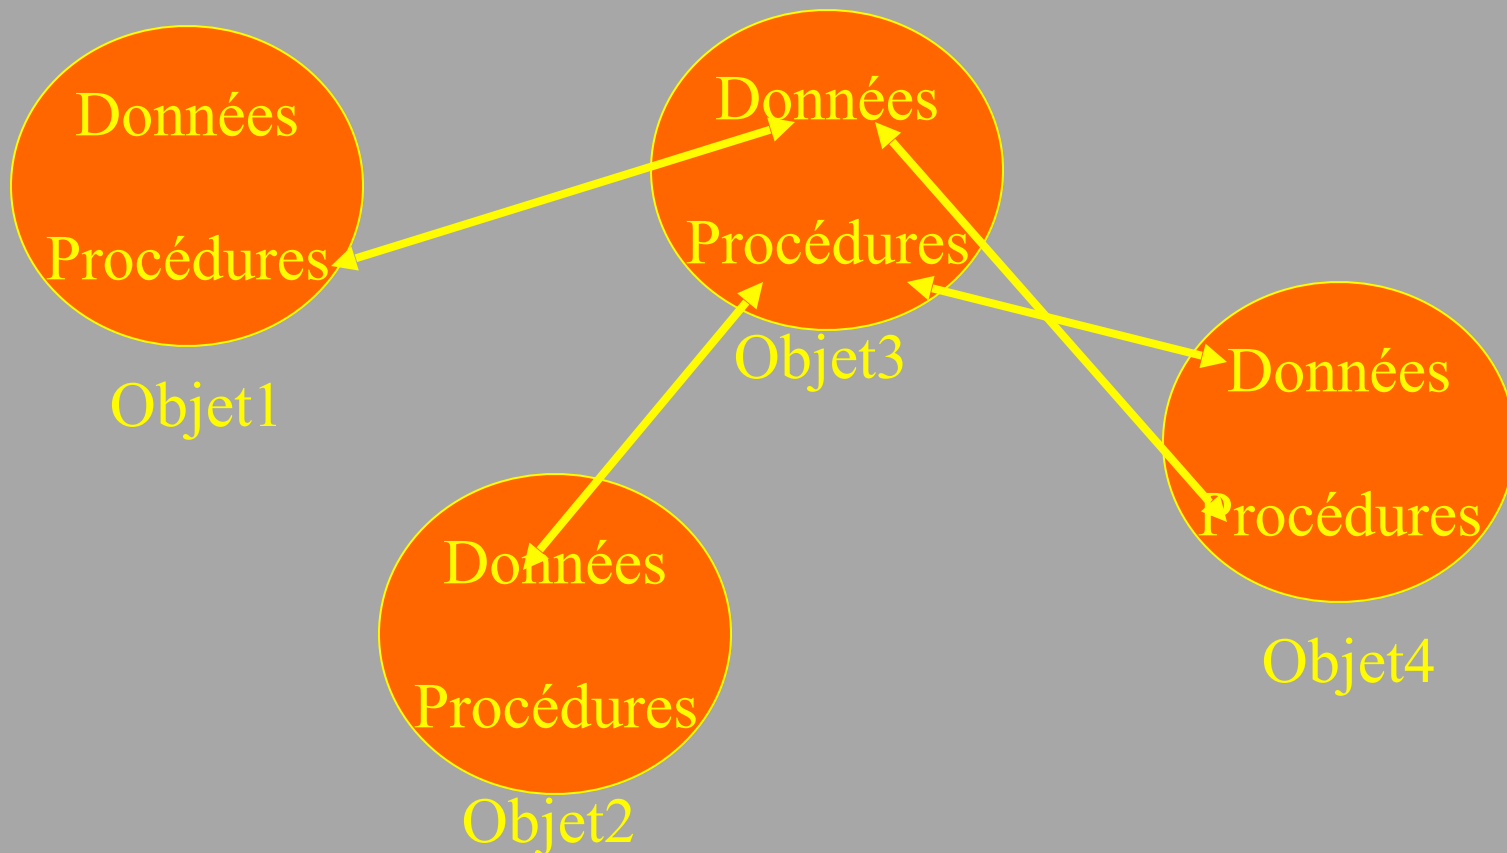 Données
Procédures
Objet1
Données
Procédures
Objet3
Données
Procédures
Objet2
Données
Procédures
Objet4